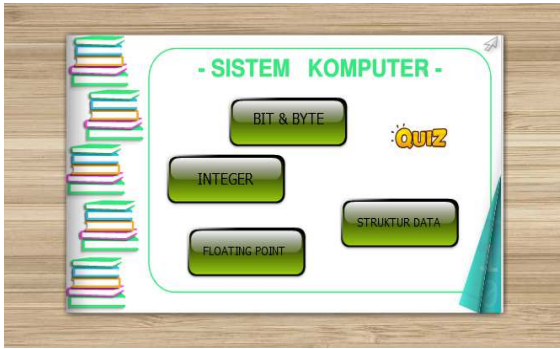 - SISTEM KOMPUTER -
BIT & BYTE
QUIZ
INTEGER
STRUKTUR DATA
FLOATING POINT